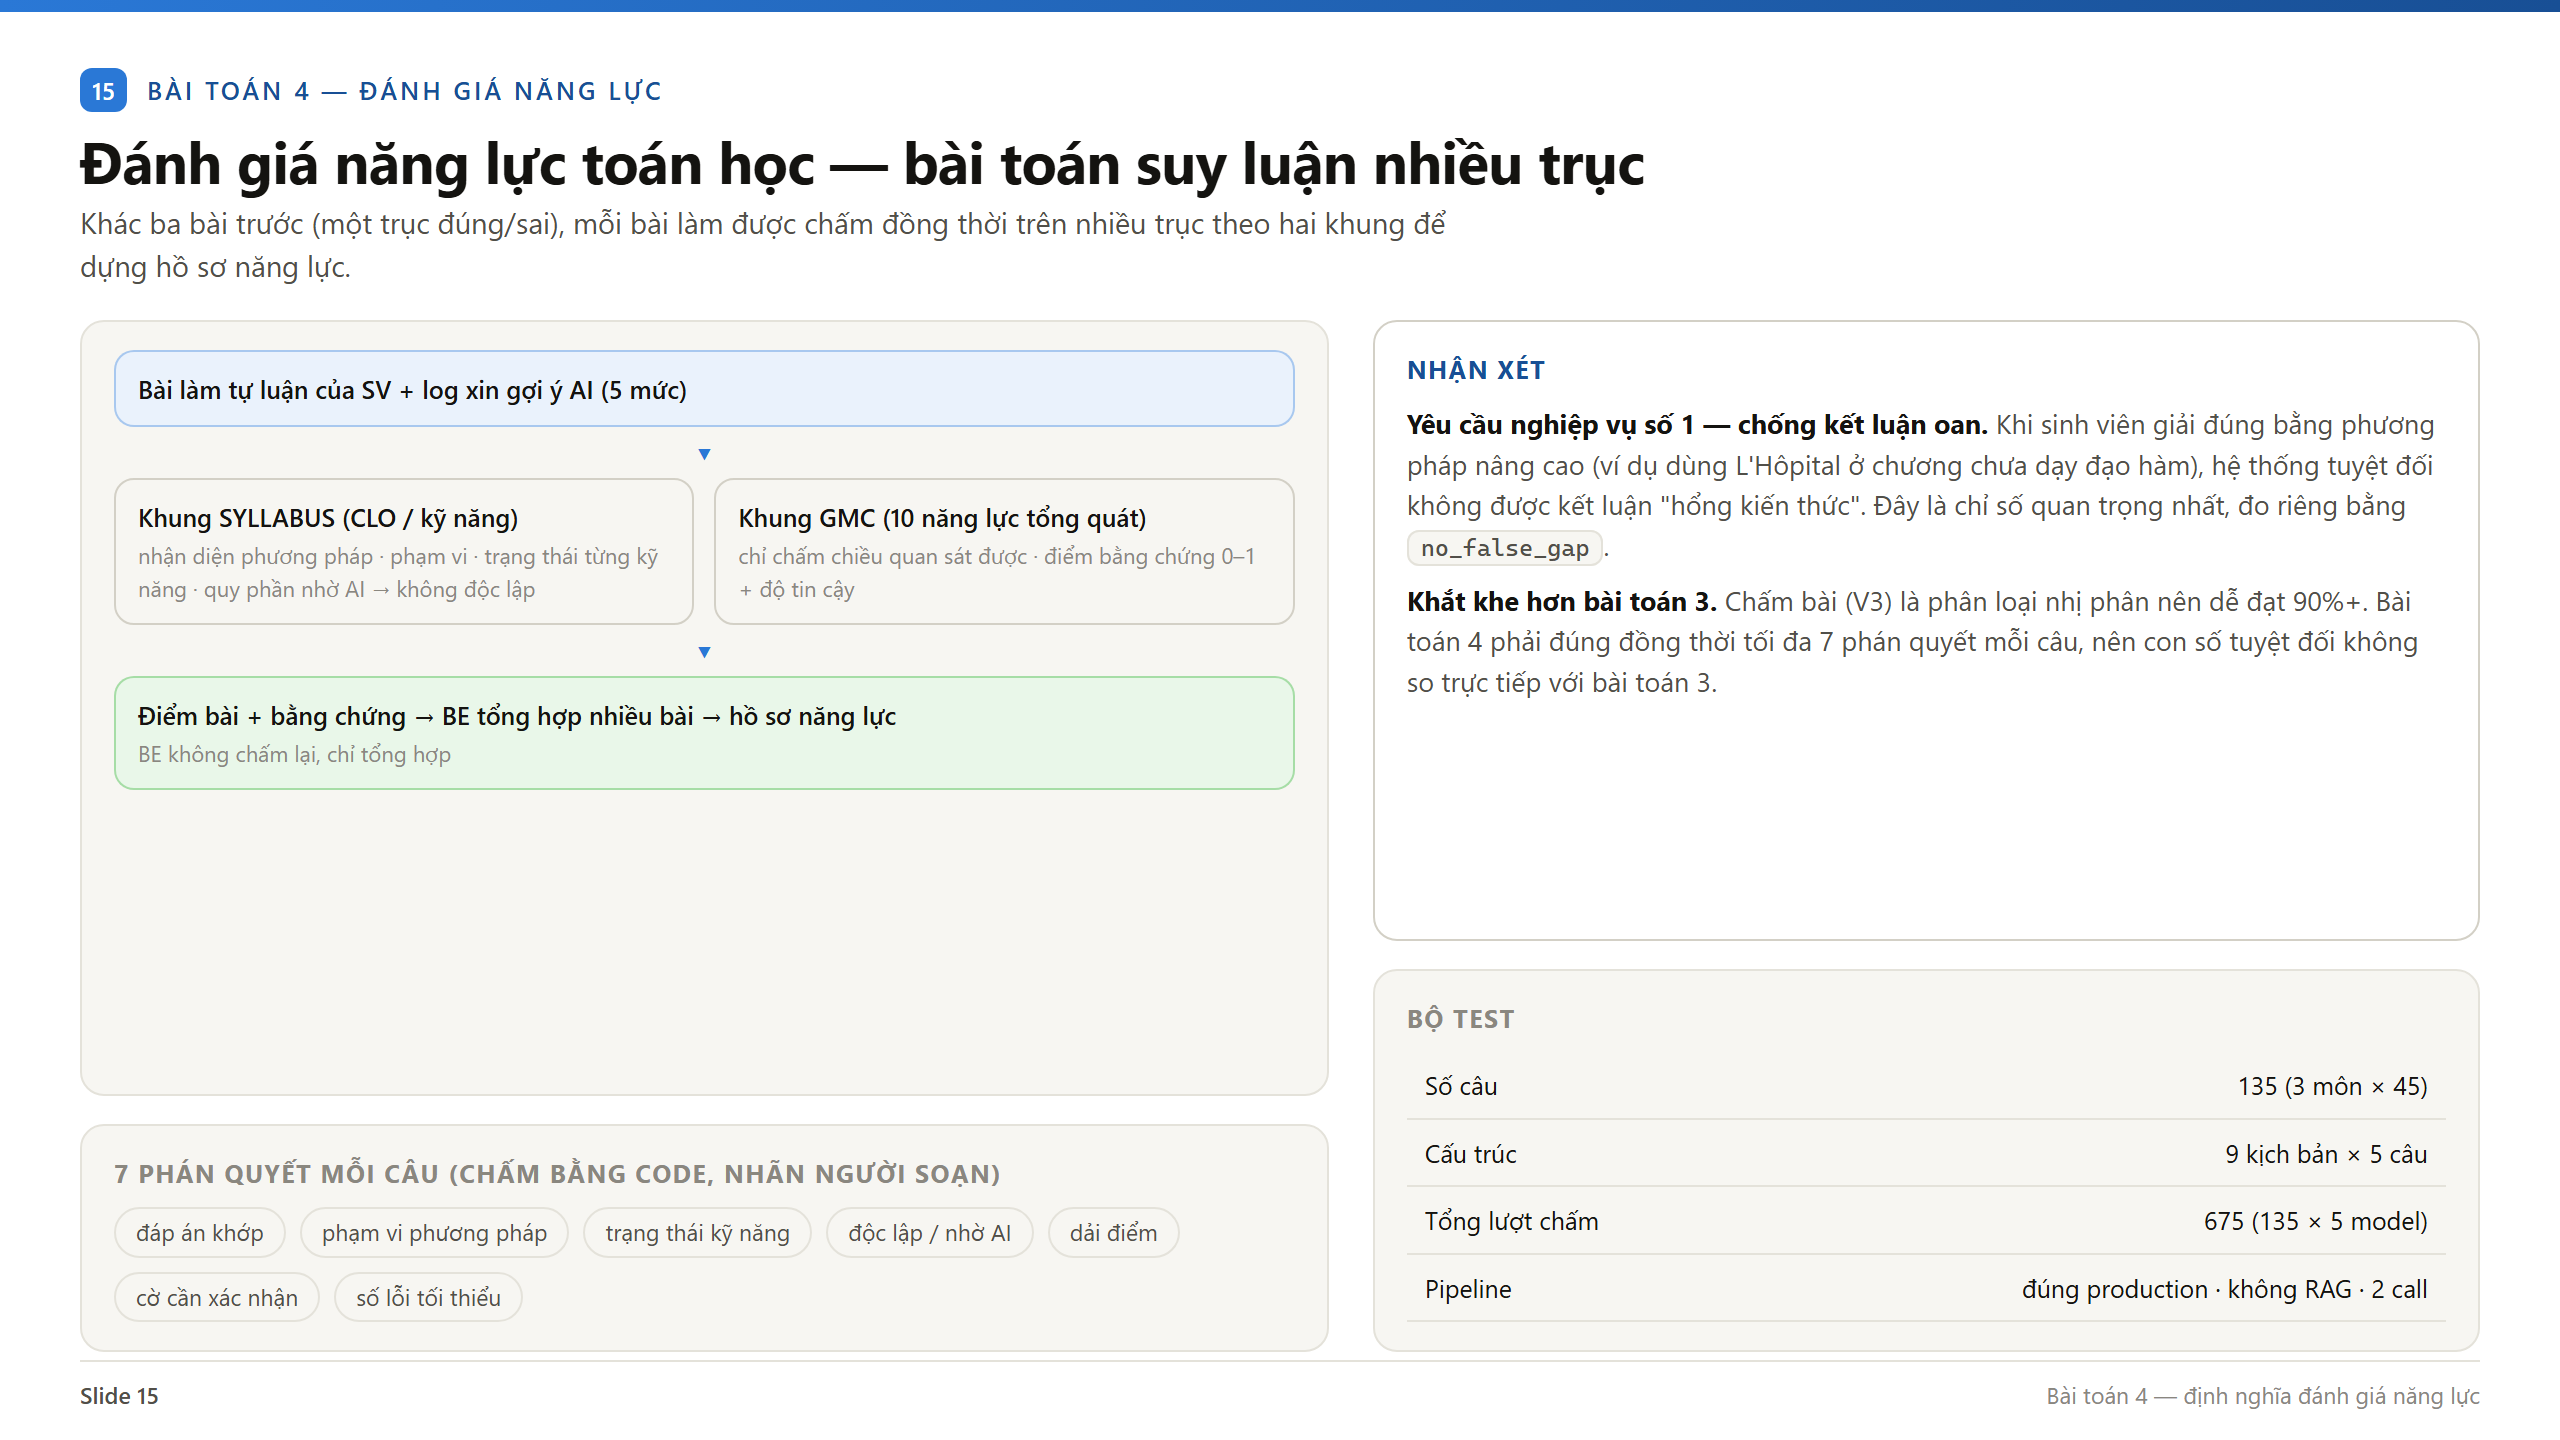 15 BÀI TOÁN 4 — ĐÁNH GIÁ NĂNG LỰC
Đánh giá năng lực toán học — bài toán suy luận nhiều trục
Khác ba bài trước (một trục đúng/sai), mỗi bài làm được chấm đồng thời trên nhiều trục theo hai khung để
dựng hồ sơ năng lực.
Bài làm tự luận của SV + log xin gợi ý AI (5 mức)
▼
Khung SYLLABUS (CLO / kỹ năng)
nhận diện phương pháp · phạm vi · trạng thái từng kỹ
năng · quy phần nhờ AI → không độc lập
Khung GMC (10 năng lực tổng quát)
chỉ chấm chiều quan sát được · điểm bằng chứng 0–1
+ độ tin cậy
▼
Điểm bài + bằng chứng → BE tổng hợp nhiều bài → hồ sơ năng lực
BE không chấm lại, chỉ tổng hợp
7 PHÁN QUYẾT MỖI CÂU (CHẤM BẰNG CODE, NHÃN NGƯỜI SOẠN)
đáp án khớp phạm vi phương pháp trạng thái kỹ năng độc lập / nhờ AI dải điểm
cờ cần xác nhận số lỗi tối thiểu
NHẬN XÉT
Yêu cầu nghiệp vụ số 1 — chống kết luận oan. Khi sinh viên giải đúng bằng phương
pháp nâng cao (ví dụ dùng L'Hôpital ở chương chưa dạy đạo hàm), hệ thống tuyệt đối
không được kết luận "hổng kiến thức". Đây là chỉ số quan trọng nhất, đo riêng bằng
no_false_gap.
Khắt khe hơn bài toán 3. Chấm bài (V3) là phân loại nhị phân nên dễ đạt 90%+. Bài
toán 4 phải đúng đồng thời tối đa 7 phán quyết mỗi câu, nên con số tuyệt đối không
so trực tiếp với bài toán 3.
BỘ TEST
Số câu 135 (3 môn × 45)
Cấu trúc 9 kịch bản × 5 câu
Tổng lượt chấm 675 (135 × 5 model)
Pipeline đúng production · không RAG · 2 call
Slide 15
Bài toán 4 — định nghĩa đánh giá năng lực